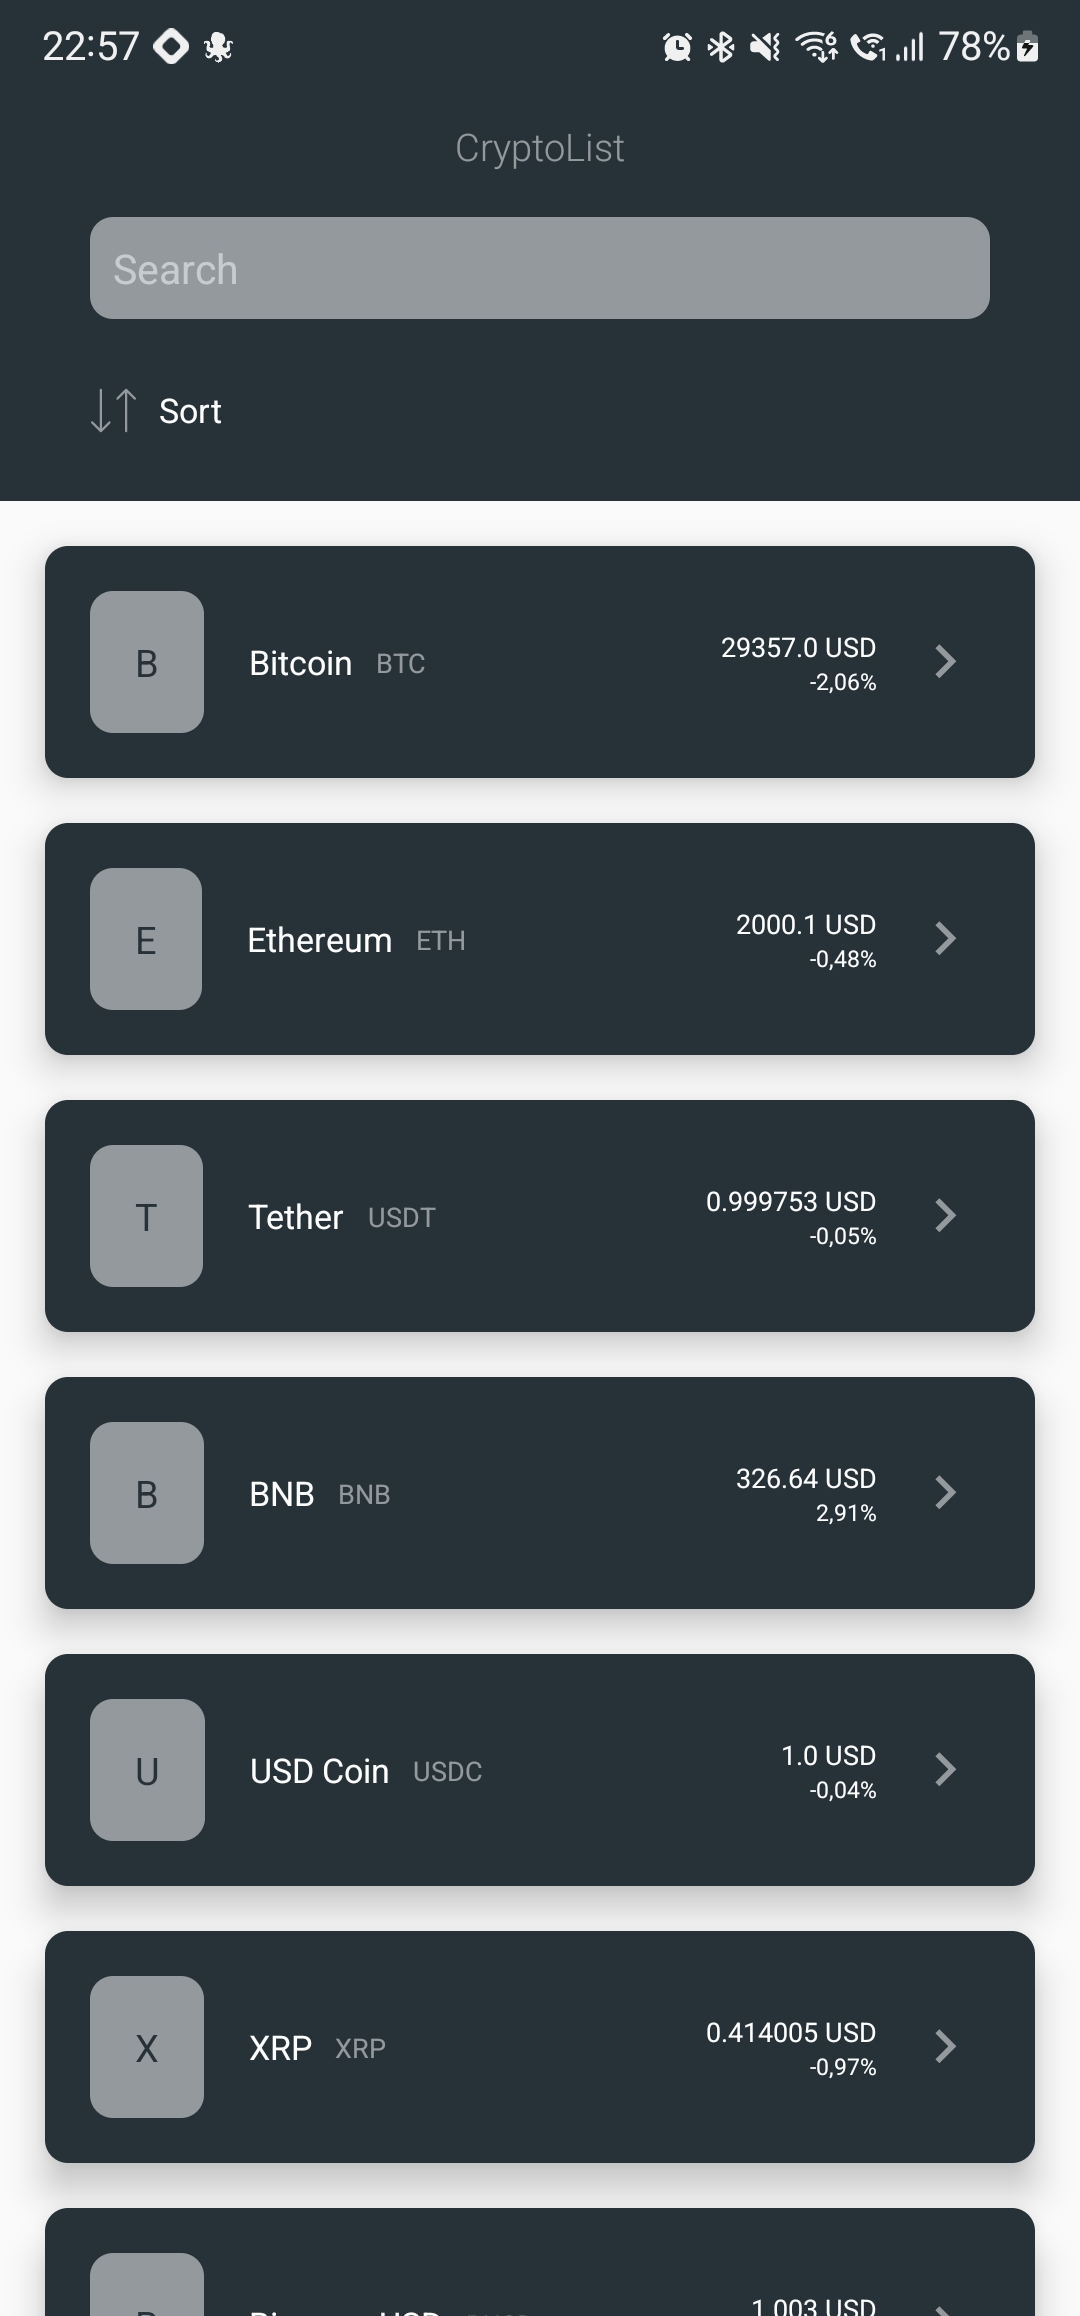 22:57
78%
CryptoList
Search
Sort
B Bitcoin BTC 29357.0 USD
-2,06%
E Ethereum ETH 2000.1 USD
-0,48%
T Tether USDT 0.999753 USD
-0,05%
B BNB BNB 326.64 USD
2,91%
U USD Coin USDC 1.0 USD
-0,04%
X XRP XRP 0.414005 USD
-0,97%
USD 1.003 USD